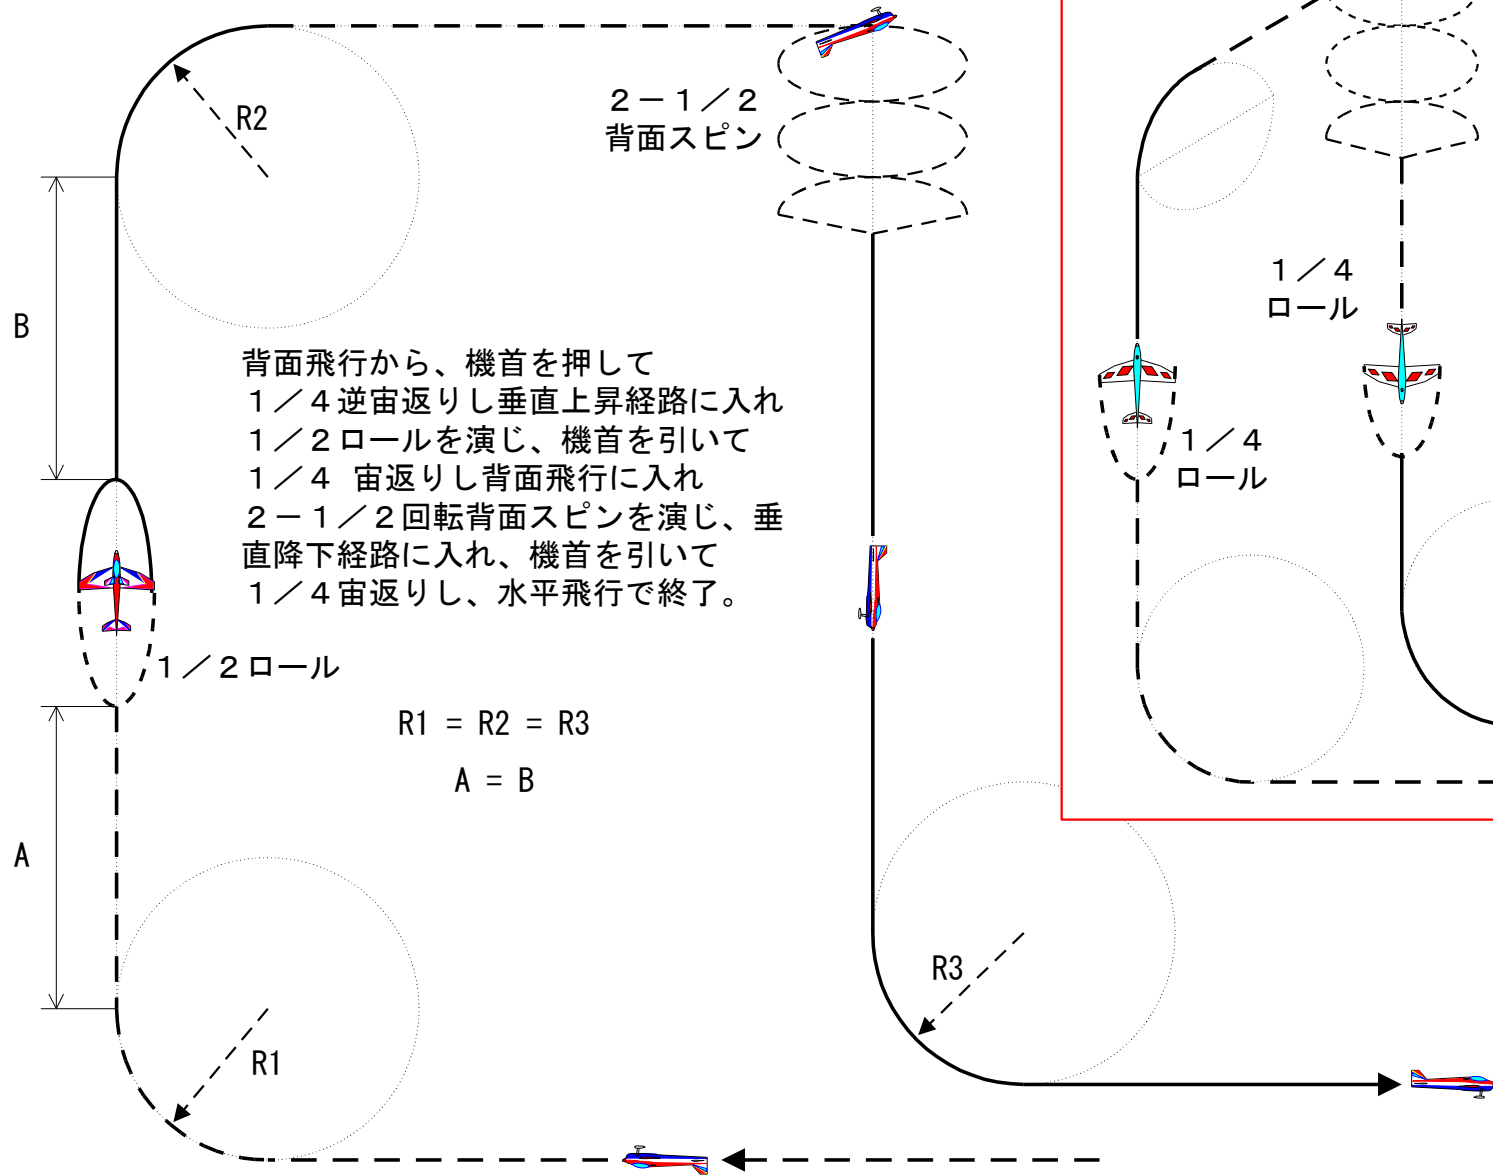 R2
2－1／2
背面スピン
B
背面飛行から、機首を押して
1／4逆宙返りし垂直上昇経路に入れ
1／2ロールを演じ、機首を引いて
1／4 宙返りし背面飛行に入れ
2－1／2回転背面スピンを演じ、垂
直降下経路に入れ、機首を引いて
1／4宙返りし、水平飛行で終了。
1／2ロール
R1 = R2 = R3
A = B
A
R1
R3
1／4
ロール
1／4
ロール